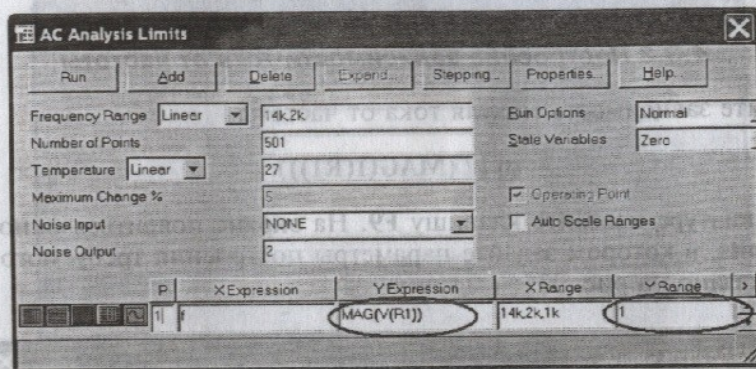 AC Analysis Limits
Run Add Delete Expand... Stepping... Properties... Help.
Frequency Range Linear 14k,2k Run Options Normal
Number of Points 501 State Variables Zero
Temperature Linear 27
Maximum Change % 5 Operating Point
Noise Input NONE Auto Scale Ranges
Noise Output 2
P X Expression Y Expression X Range Y Range >
1 f MAG(V(R1)) 14k,2k,1k 1